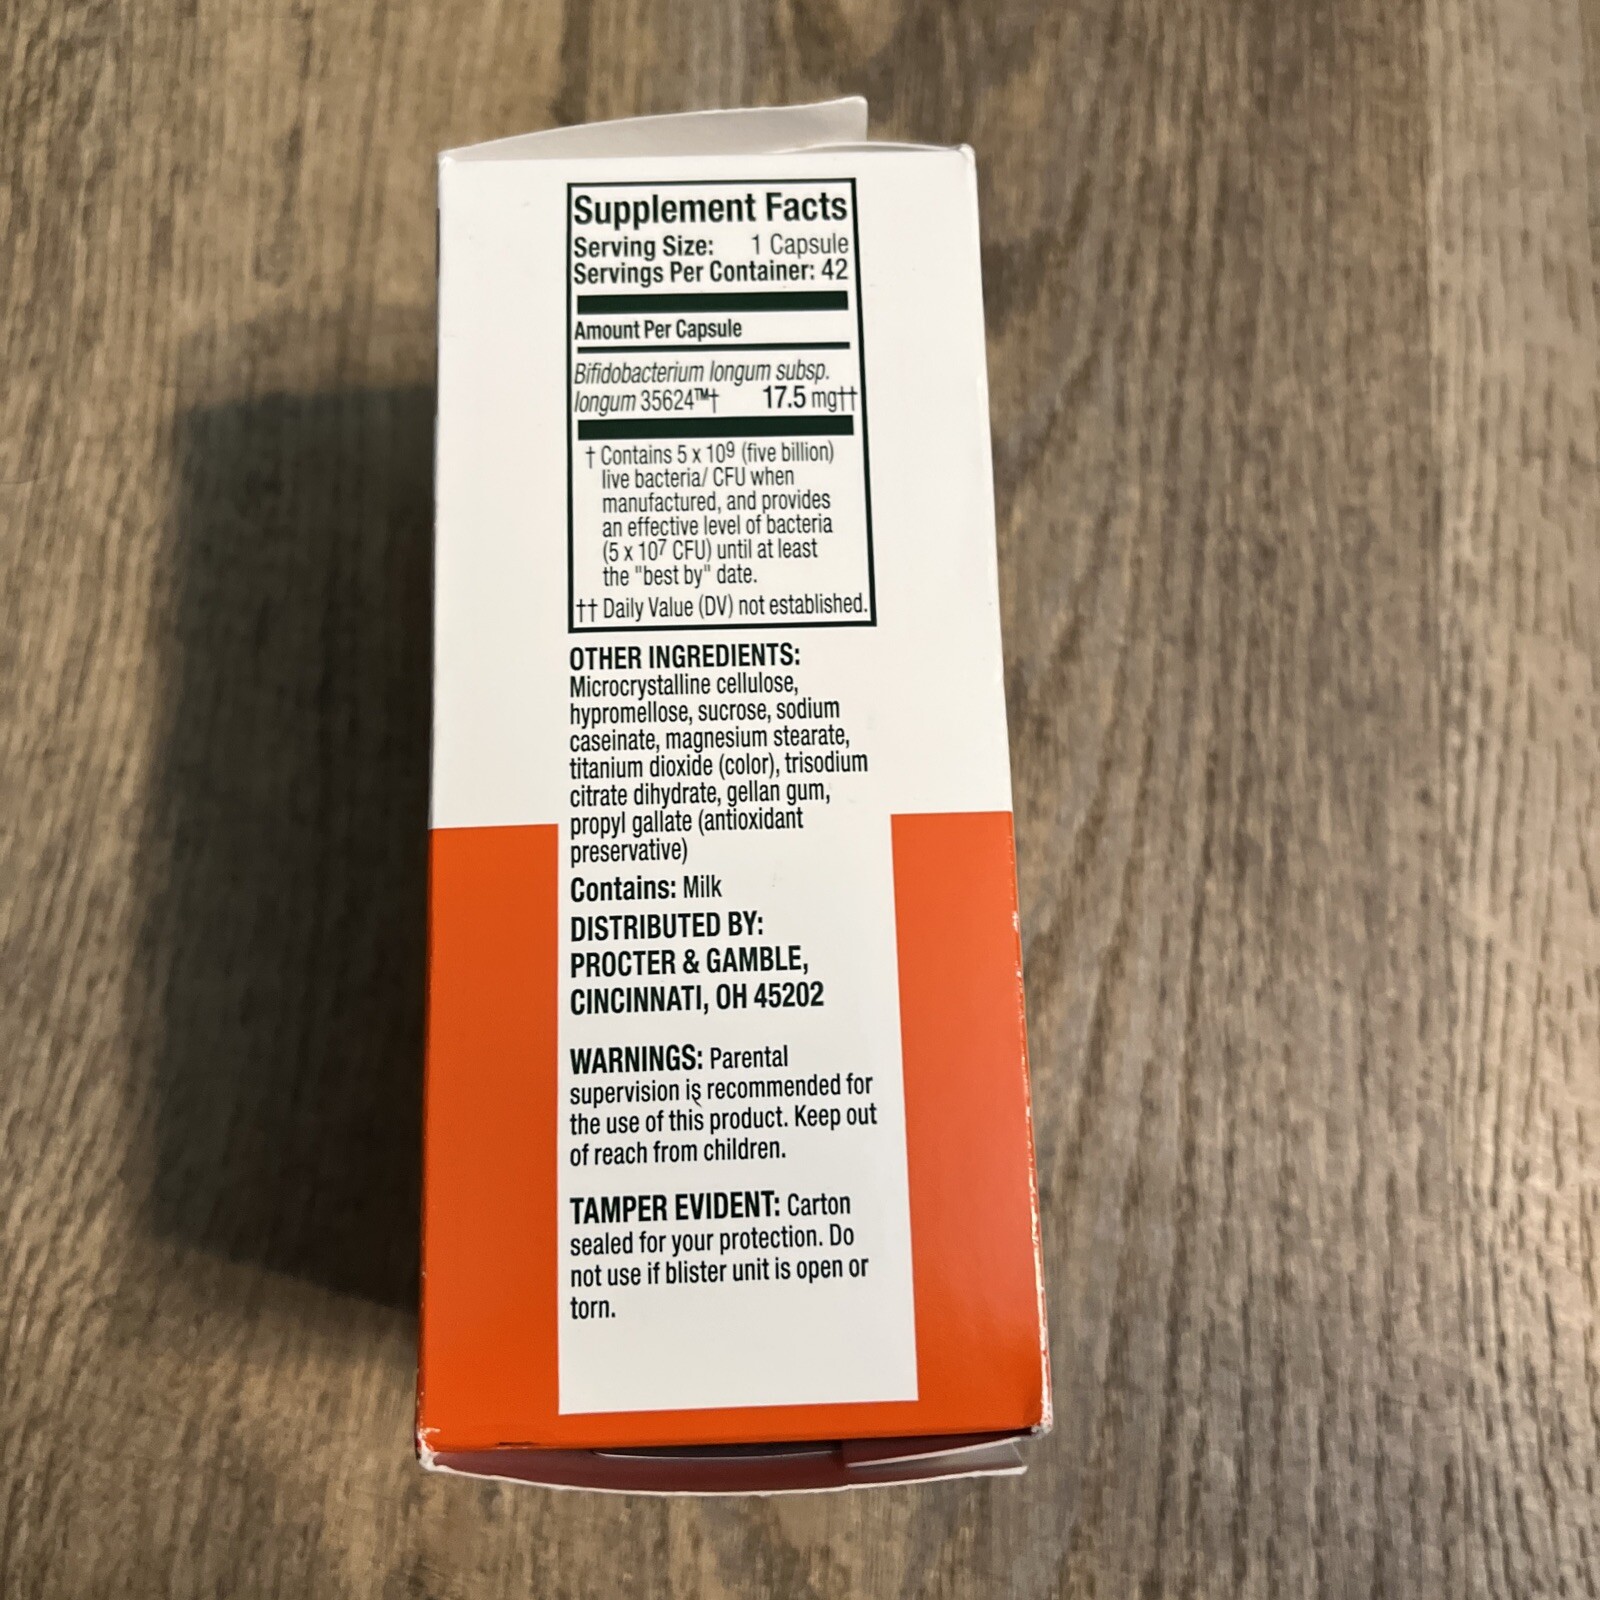 Supplement Facts
Serving Size: 1 Capsule
Servings Per Container: 42
Amount Per Capsule
Bifidobacterium longum subsp.
longum 35624™† 17.5 mg††
† Contains 5 x 10⁹ (five billion)
live bacteria/ CFU when
manufactured, and provides
an effective level of bacteria
(5 x 10⁷ CFU) until at least
the "best by" date.
†† Daily Value (DV) not established.
OTHER INGREDIENTS:
Microcrystalline cellulose,
hypromellose, sucrose, sodium
caseinate, magnesium stearate,
titanium dioxide (color), trisodium
citrate dihydrate, gellan gum,
propyl gallate (antioxidant
preservative)
Contains: Milk
DISTRIBUTED BY:
PROCTER & GAMBLE,
CINCINNATI, OH 45202
WARNINGS: Parental
supervision is recommended for
the use of this product. Keep out
of reach from children.
TAMPER EVIDENT: Carton
sealed for your protection. Do
not use if blister unit is open or
torn.